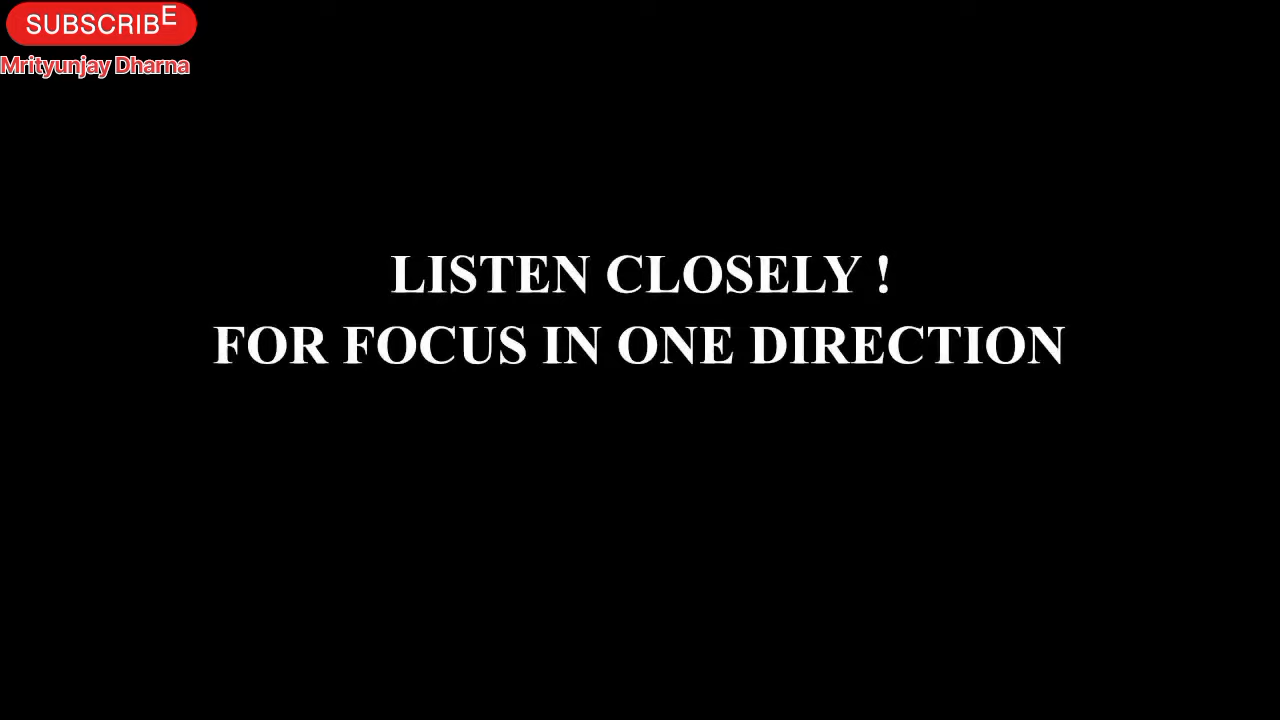 SUBSCRIBE
Mrityunjay Dharna
LISTEN CLOSELY !
FOR FOCUS IN ONE DIRECTION